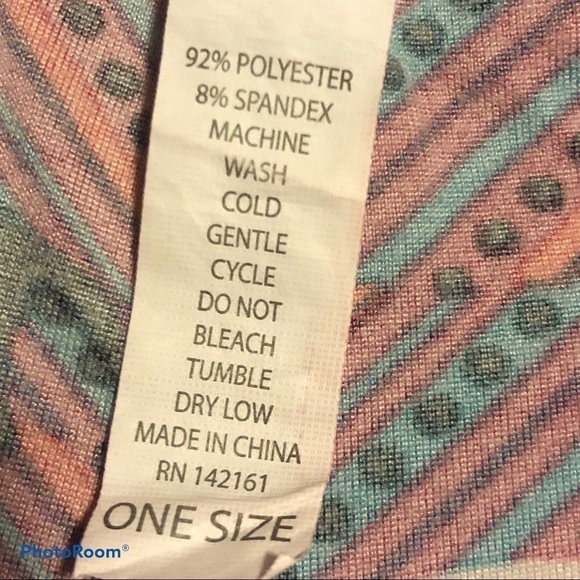 92% POLYESTER
8% SPANDEX
MACHINE
WASH
COLD
GENTLE
CYCLE
DO NOT
BLEACH
TUMBLE
DRY LOW
MADE IN CHINA
RN 142161
ONE SIZE
PhotoRoom®